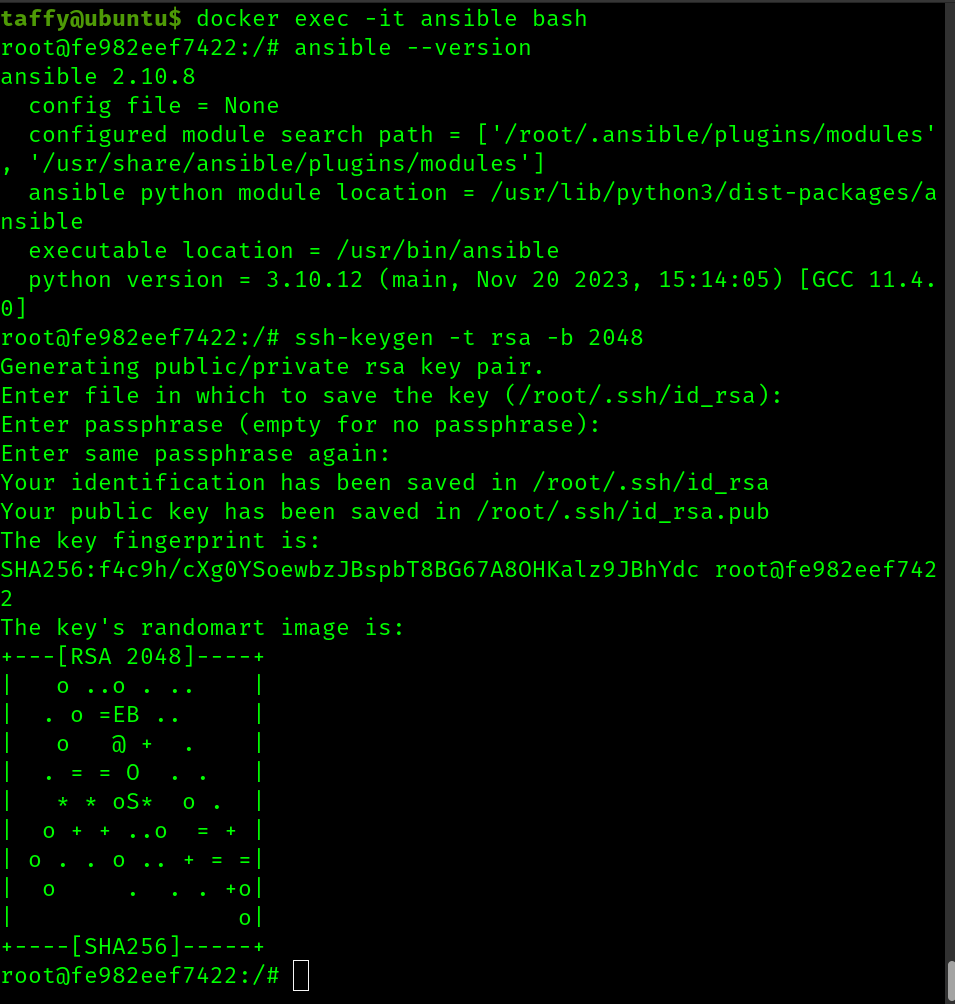 taffy@ubuntu$ docker exec -it ansible bash
root@fe982eef7422:/# ansible --version
ansible 2.10.8
  config file = None
  configured module search path = ['/root/.ansible/plugins/modules'
, '/usr/share/ansible/plugins/modules']
  ansible python module location = /usr/lib/python3/dist-packages/a
nsible
  executable location = /usr/bin/ansible
  python version = 3.10.12 (main, Nov 20 2023, 15:14:05) [GCC 11.4.
0]
root@fe982eef7422:/# ssh-keygen -t rsa -b 2048
Generating public/private rsa key pair.
Enter file in which to save the key (/root/.ssh/id_rsa):
Enter passphrase (empty for no passphrase):
Enter same passphrase again:
Your identification has been saved in /root/.ssh/id_rsa
Your public key has been saved in /root/.ssh/id_rsa.pub
The key fingerprint is:
SHA256:f4c9h/cXg0YSoewbzJBspbT8BG67A8OHKalz9JBhYdc root@fe982eef742
2
The key's randomart image is:
+---[RSA 2048]----+
|   o ..o . ..    |
|  . o =EB ..     |
|   o   @ +  .    |
|  . = = O  . .   |
|   * * oS*  o .  |
|  o + + ..o  = + |
| o . . o .. + = =|
|  o     .  . . +o|
|                o|
+----[SHA256]-----+
root@fe982eef7422:/#